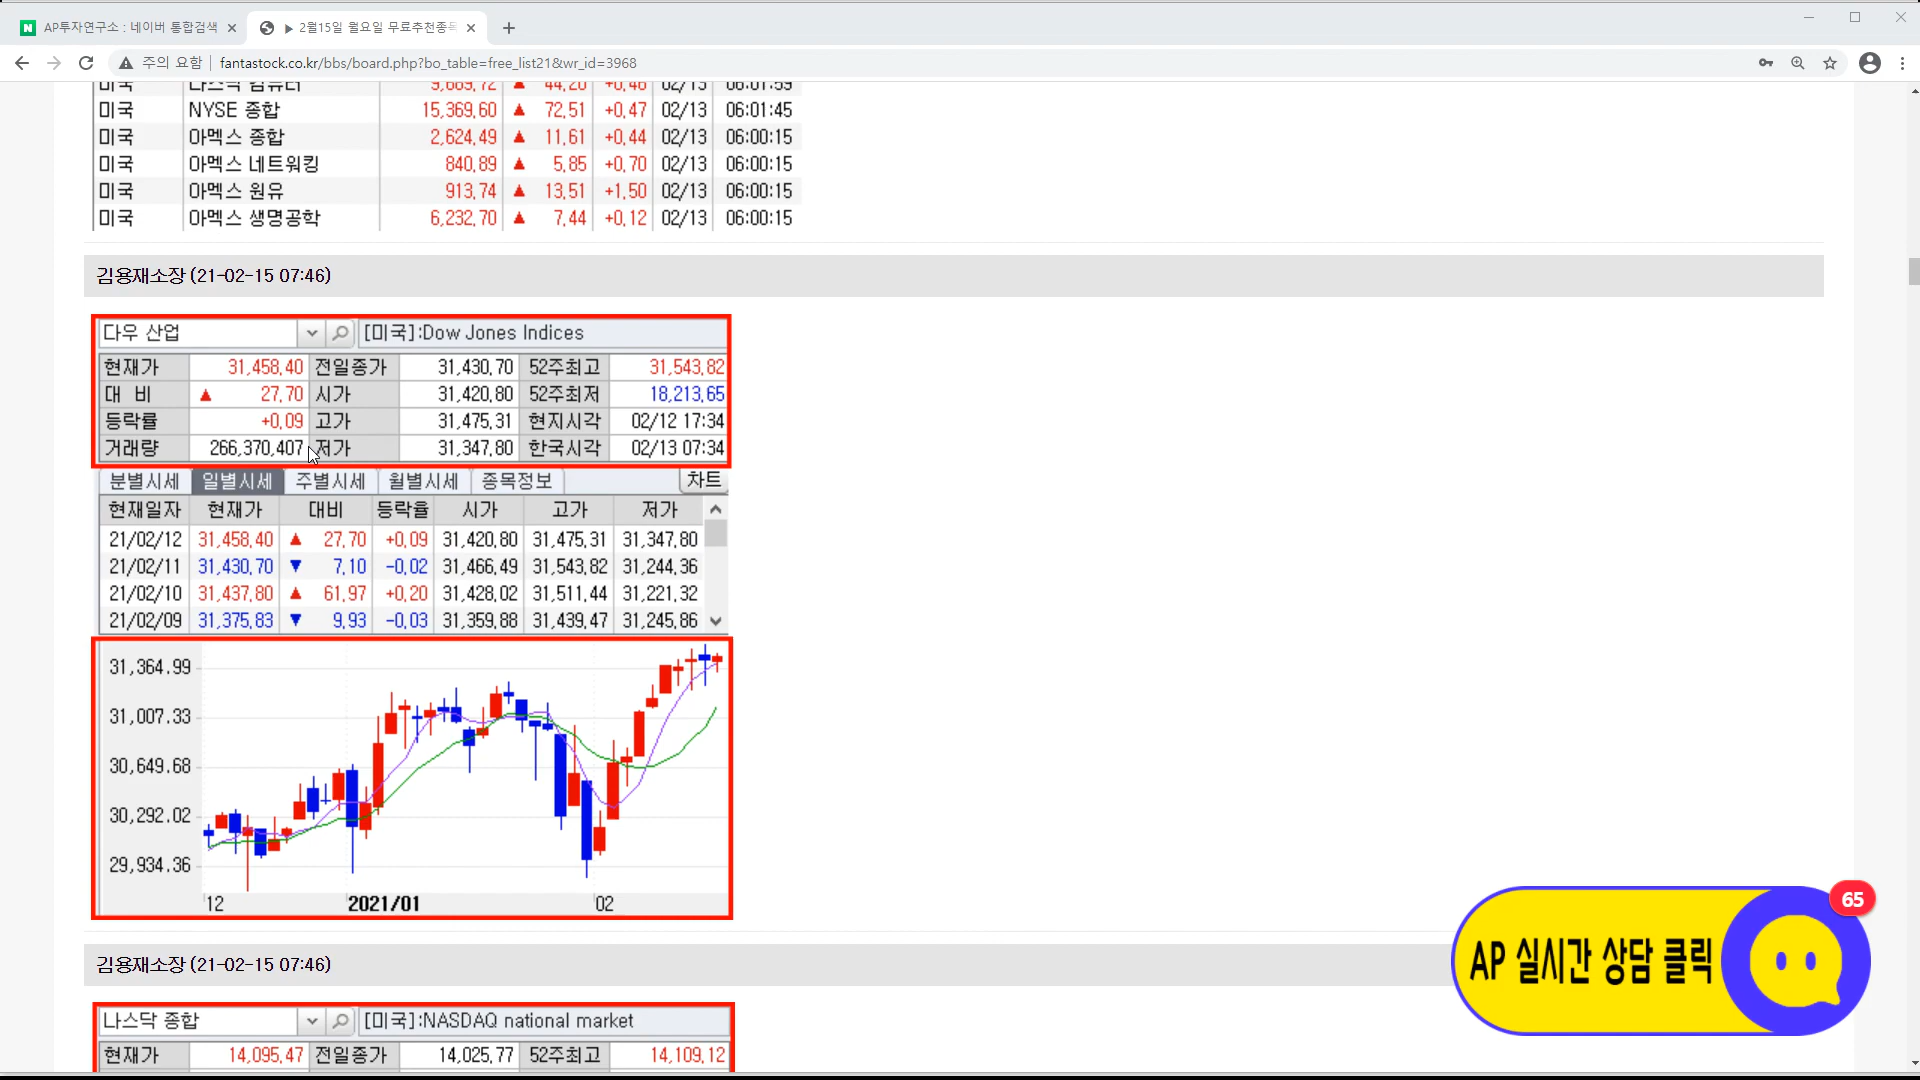 AP투자연구소 : 네이버 통합검색
▶ 2월15일 월요일 무료추천종목
주의 요함 | fantastock.co.kr/bbs/board.php?bo_table=free_list21&wr_id=3968
미국 나스닥 컴퓨터 9,669,72 ▲ 44,20 +0,46 02/13 06:01:59
미국 NYSE 종합 15,369,60 ▲ 72,51 +0,47 02/13 06:01:45
미국 아멕스 종합 2,624,49 ▲ 11,61 +0,44 02/13 06:00:15
미국 아멕스 네트워킹 840,89 ▲ 5,85 +0,70 02/13 06:00:15
미국 아멕스 원유 913,74 ▲ 13,51 +1,50 02/13 06:00:15
미국 아멕스 생명공학 6,232,70 ▲ 7,44 +0,12 02/13 06:00:15
김용재소장 (21-02-15 07:46)
다우 산업 [미국]:Dow Jones Indices
현재가 31,458,40 전일종가 31,430,70 52주최고 31,543,82
대 비 ▲ 27,70 시가 31,420,80 52주최저 18,213,65
등락률 +0,09 고가 31,475,31 현지시각 02/12 17:34
거래량 266,370,407 저가 31,347,80 한국시각 02/13 07:34
분별시세 일별시세 주별시세 월별시세 종목정보 차트
현재일자 현재가 대비 등락율 시가 고가 저가
21/02/12 31,458,40 ▲ 27,70 +0,09 31,420,80 31,475,31 31,347,80
21/02/11 31,430,70 ▼ 7,10 -0,02 31,466,49 31,543,82 31,244,36
21/02/10 31,437,80 ▲ 61,97 +0,20 31,428,02 31,511,44 31,221,32
21/02/09 31,375,83 ▼ 9,93 -0,03 31,359,88 31,439,47 31,245,86
31,364.99
31,007.33
30,649.68
30,292.02
29,934.36
12 2021/01 02
65
AP 실시간 상담 클릭
김용재소장 (21-02-15 07:46)
나스닥 종합 [미국]:NASDAQ national market
현재가 14,095,47 전일종가 14,025,77 52주최고 14,109,12